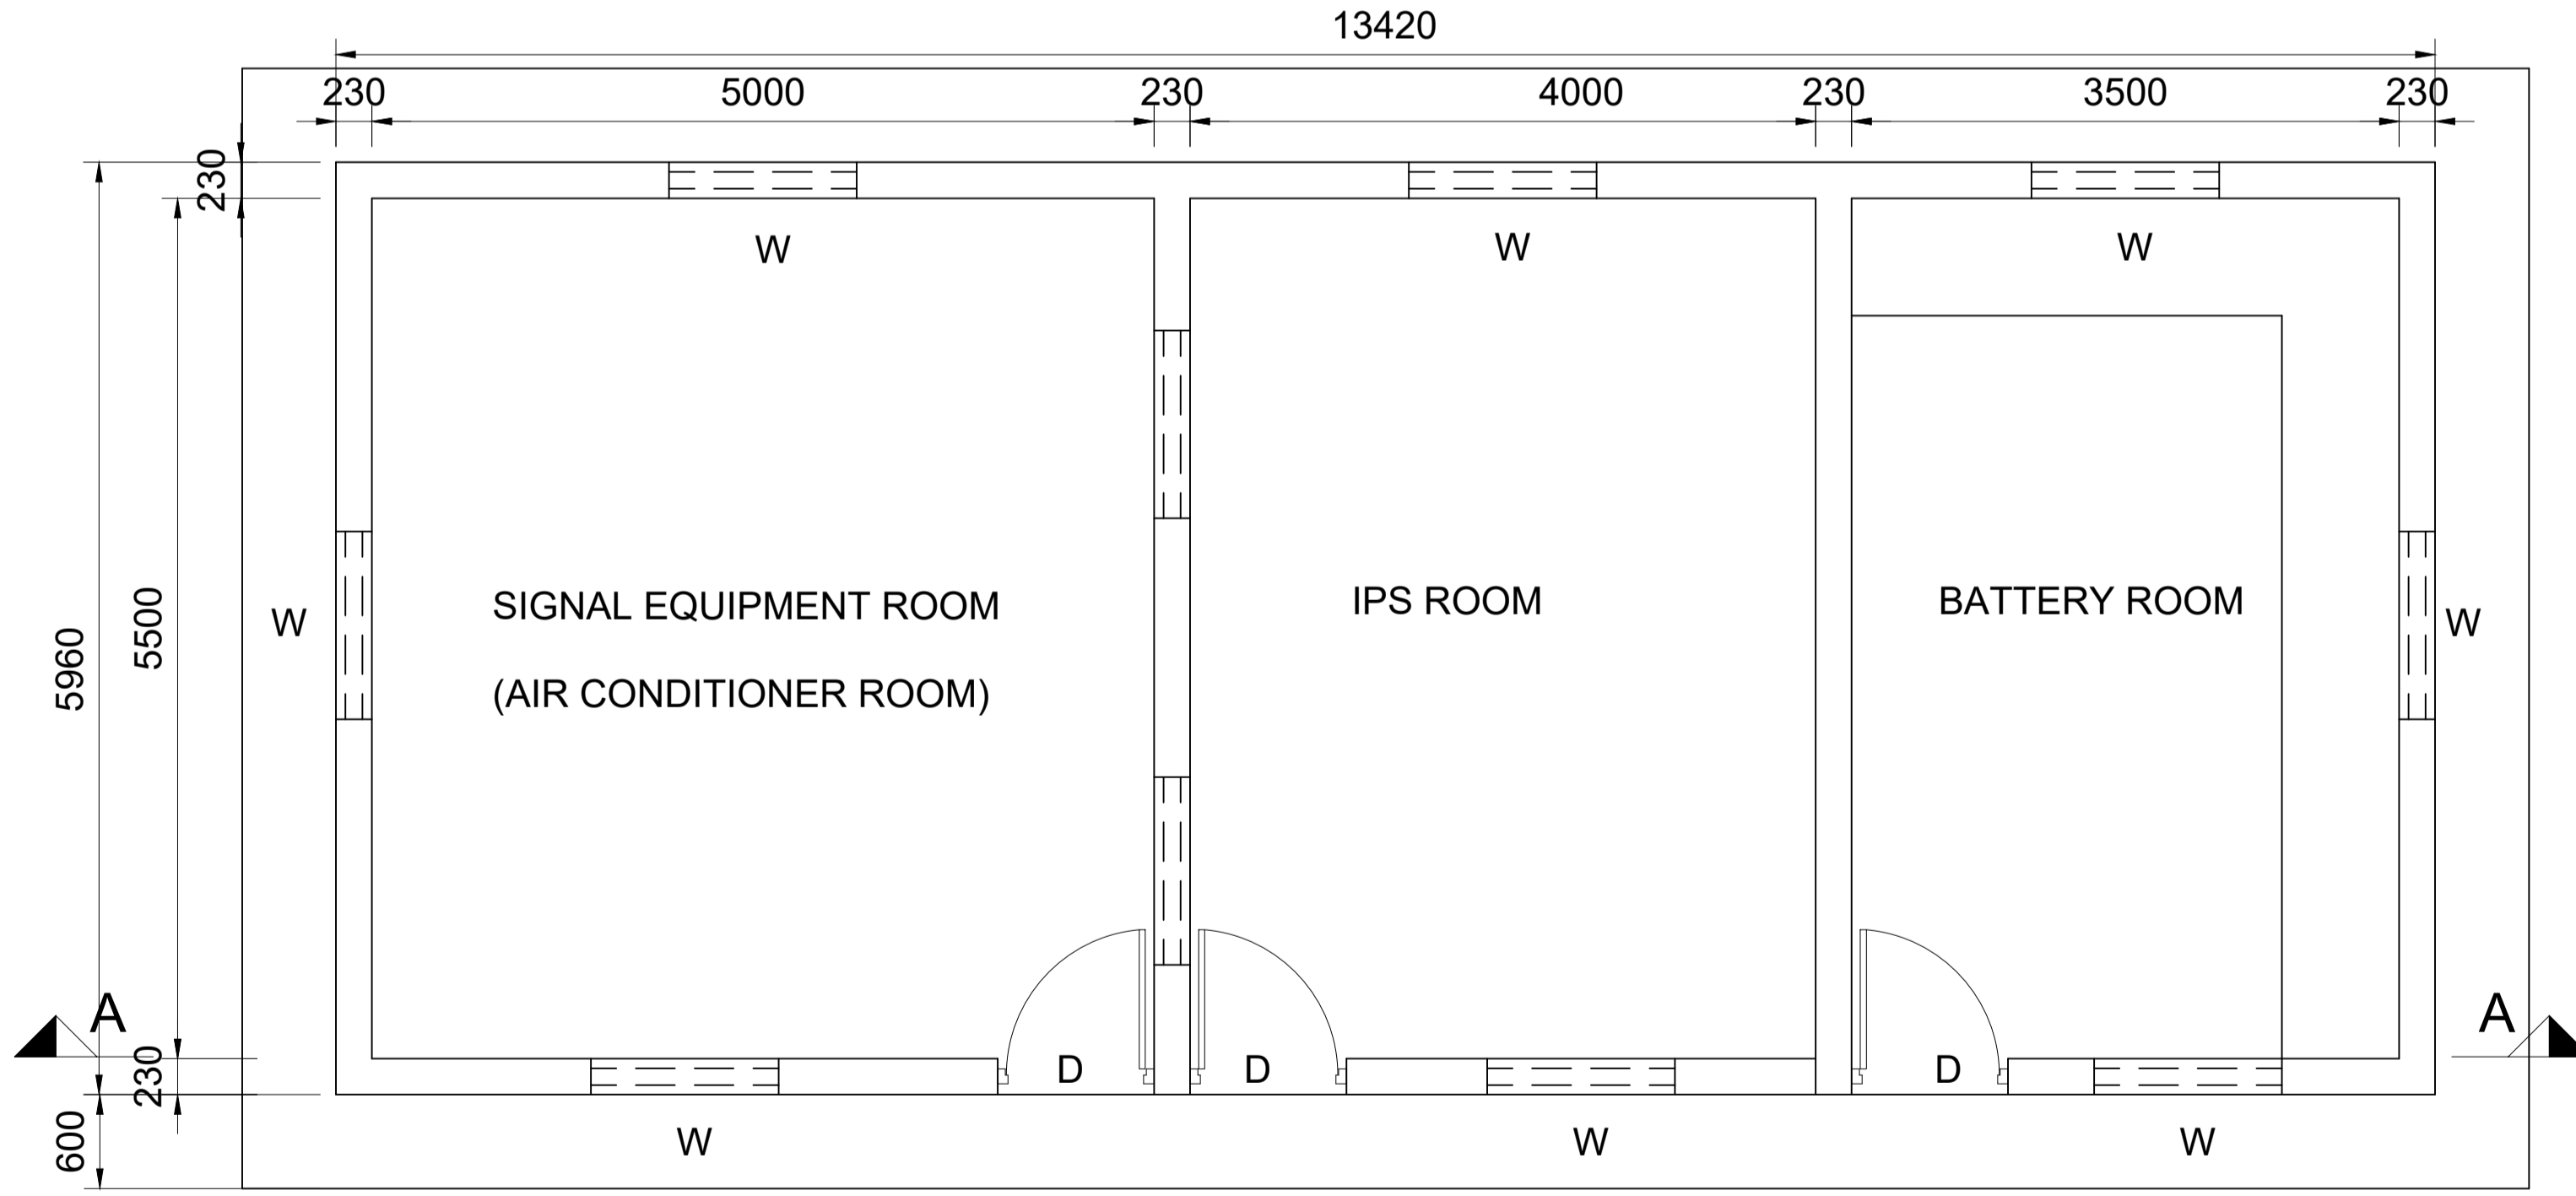 13420
230 5000 230 4000 230 3500 230
230
W W W
5960
5500
W
SIGNAL EQUIPMENT ROOM
(AIR CONDITIONER ROOM)
IPS ROOM
BATTERY ROOM
W
A
A
230
D D D
600
W W W